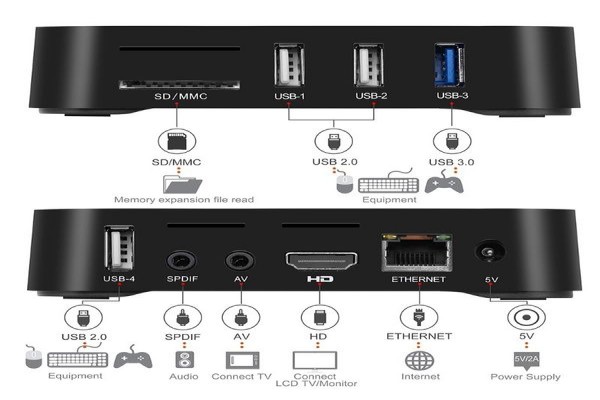 SD/MMC USB-1 USB-2 USB-3
SD/MMC USB 2.0 USB 3.0
Memory expansion file read Equipment
USB-4 SPDIF AV HD ETHERNET 5V
USB 2.0 SPDIF AV HD ETHERNET 5V
5V/2A
Equipment Audio Connect TV Connect Internet Power Supply
LCD TV/Monitor